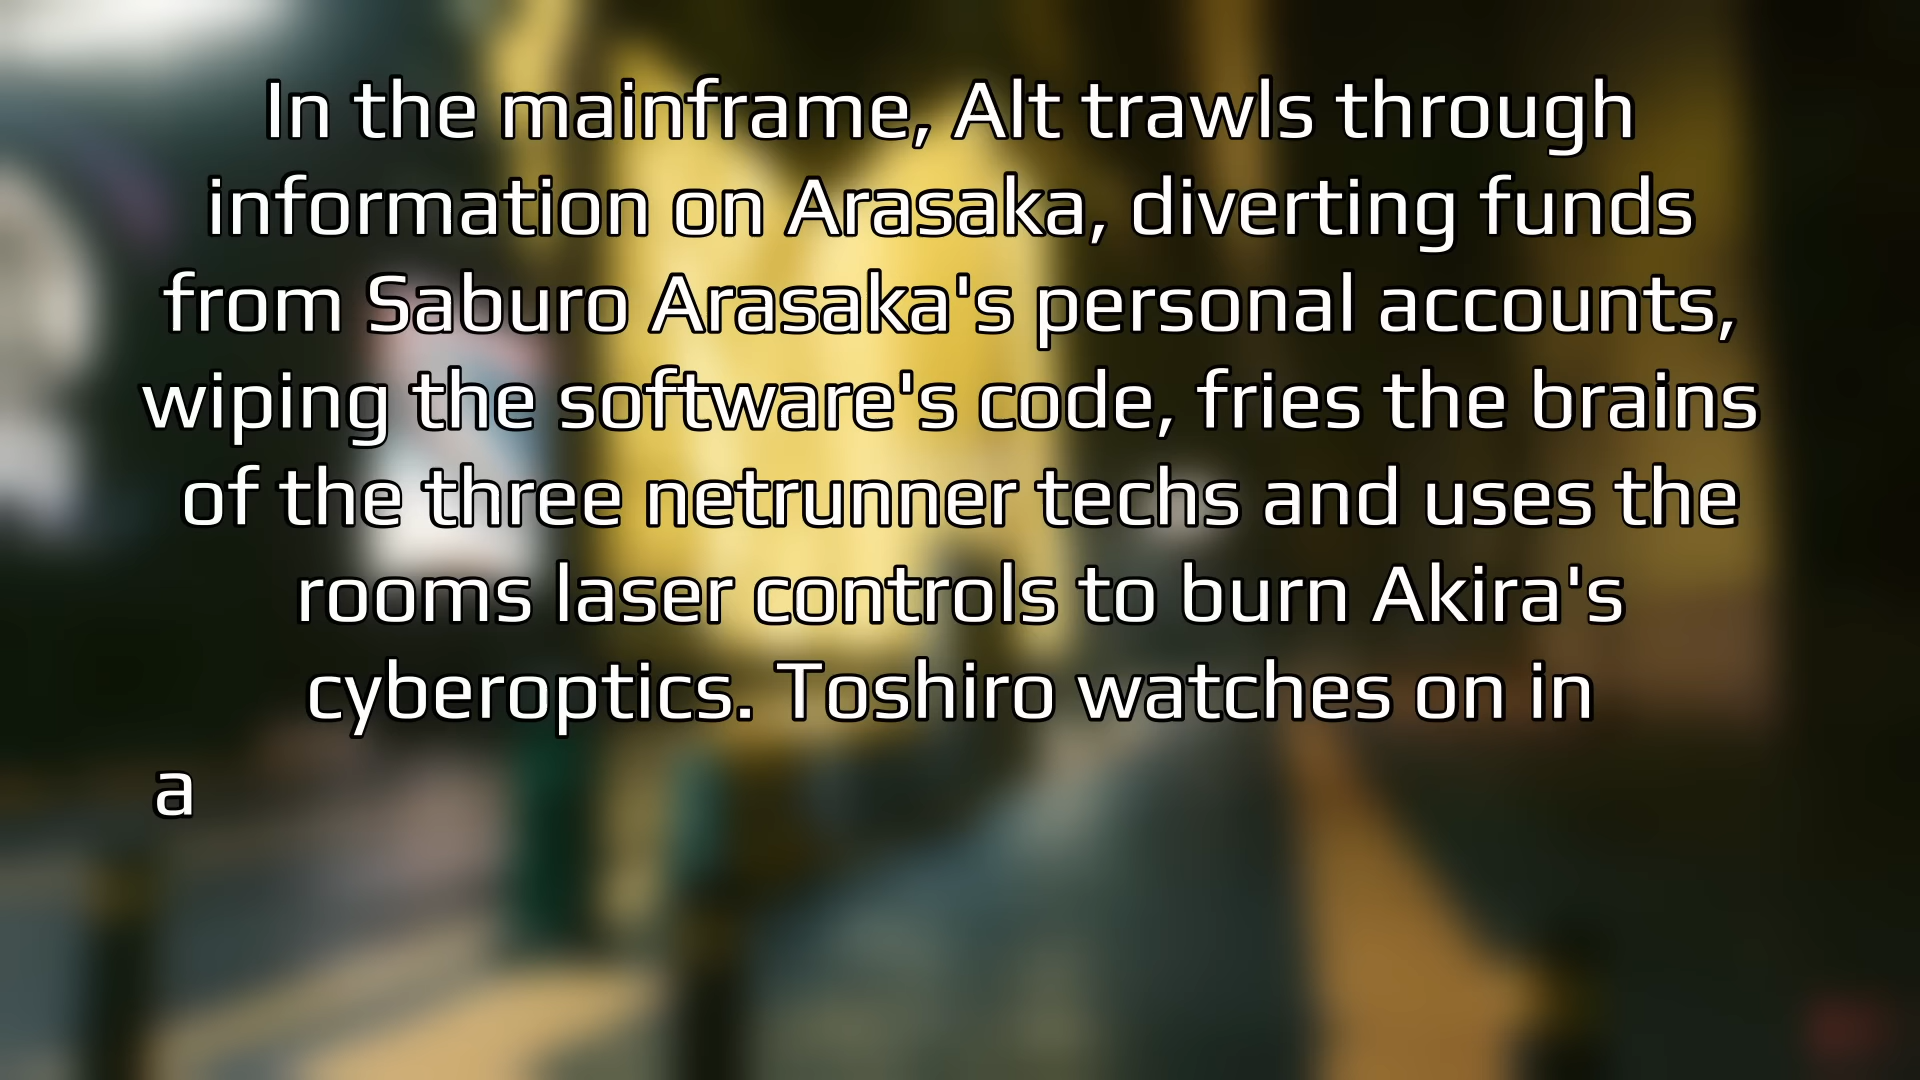 In the mainframe, Alt trawls through
information on Arasaka, diverting funds
from Saburo Arasaka's personal accounts,
wiping the software's code, fries the brains
of the three netrunner techs and uses the
rooms laser controls to burn Akira's
cyberoptics. Toshiro watches on in
a